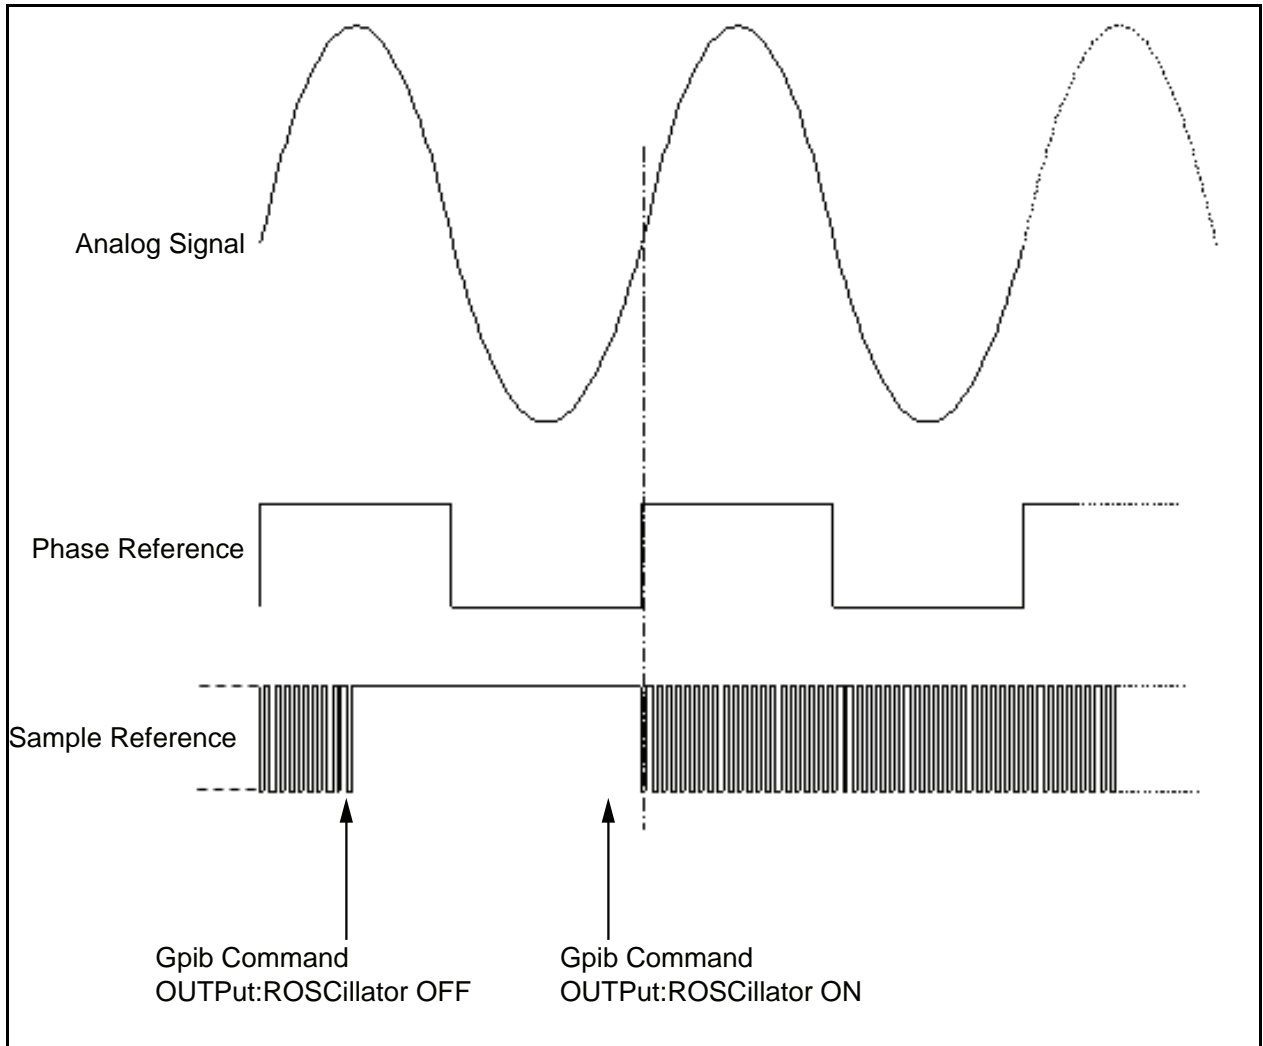 Analog Signal
Phase Reference
Sample Reference
Gpib Command
OUTPut:ROSCillator OFF
Gpib Command
OUTPut:ROSCillator ON